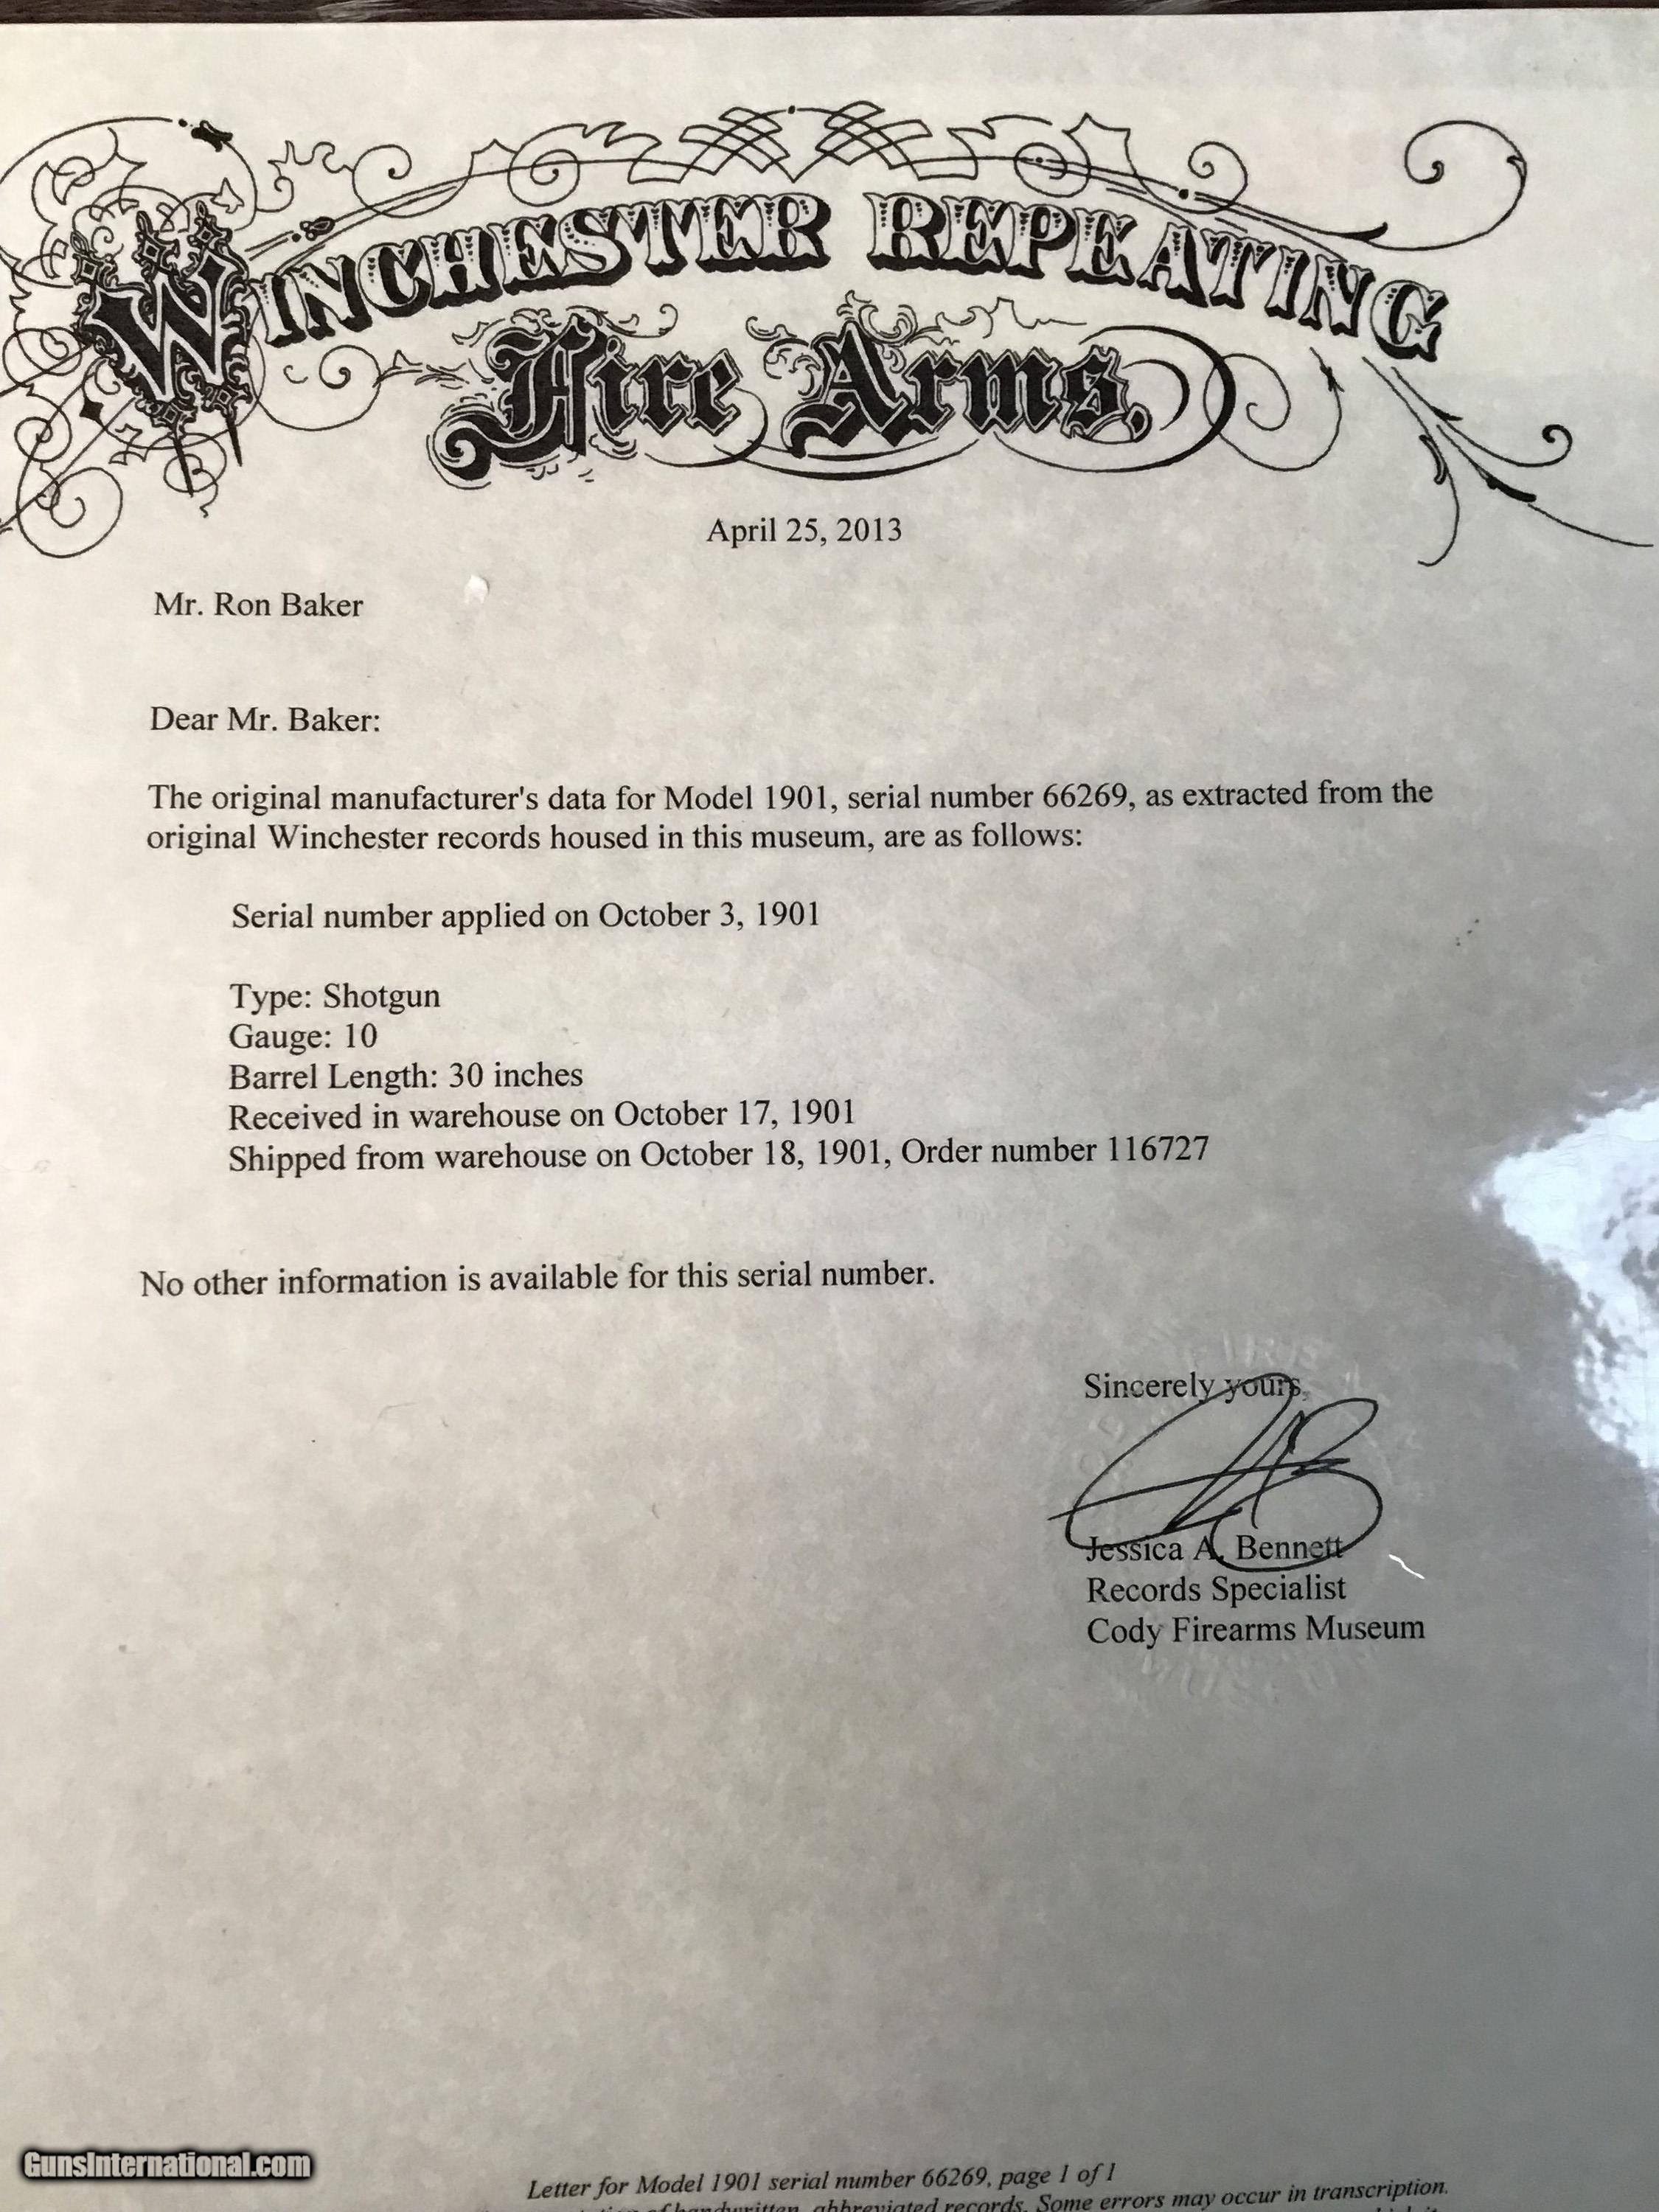 WINCHESTER REPEATING
Fire Arms.
April 25, 2013
Mr. Ron Baker
Dear Mr. Baker:
The original manufacturer's data for Model 1901, serial number 66269, as extracted from the
original Winchester records housed in this museum, are as follows:
Serial number applied on October 3, 1901
Type: Shotgun
Gauge: 10
Barrel Length: 30 inches
Received in warehouse on October 17, 1901
Shipped from warehouse on October 18, 1901, Order number 116727
No other information is available for this serial number.
Sincerely yours,
Jessica A. Bennett
Records Specialist
Cody Firearms Museum
MUSEUM
GunsInternational.com
Letter for Model 1901 serial number 66269, page 1 of 1
of handwritten, abbreviated records. Some errors may occur in transcription.